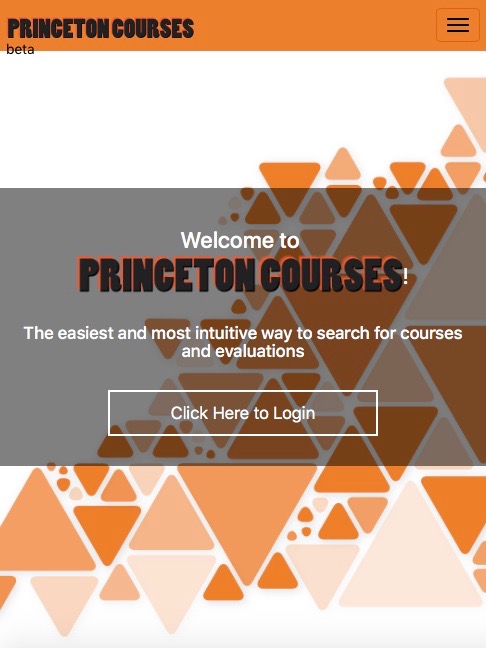 PRINCETON COURSES
beta
Welcome to
PRINCETON COURSES!
The easiest and most intuitive way to search for courses
and evaluations
Click Here to Login